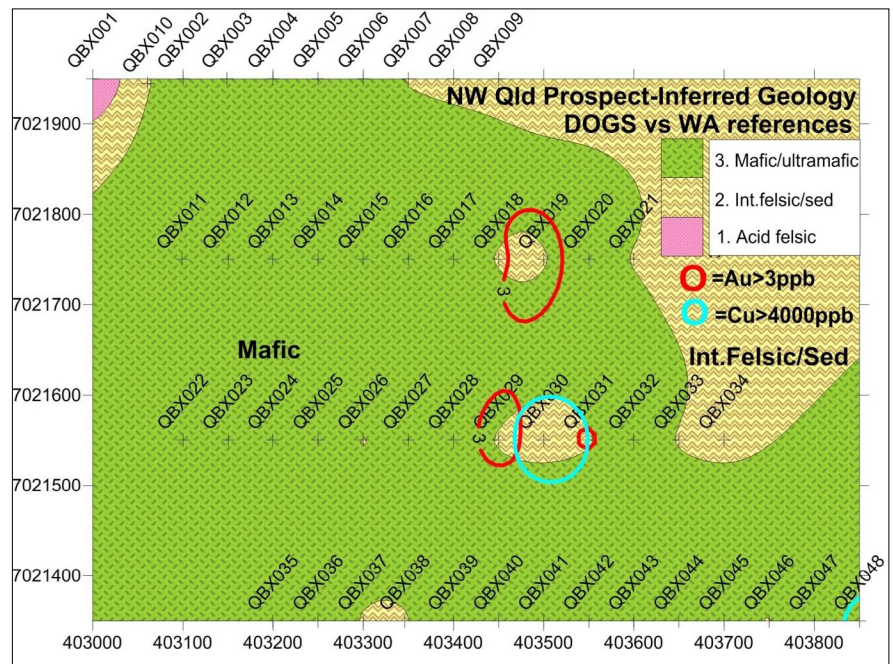 QBX001 QBX010 QBX002 QBX003 QBX004 QBX005 QBX006 QBX007 QBX008 QBX009
NW Qld Prospect-Inferred Geology
DOGS vs WA references
3. Mafic/ultramafic
2. Int.felsic/sed
1. Acid felsic
=Au>3ppb
=Cu>4000ppb
7021900
7021800
QBX011 QBX012 QBX013 QBX014 QBX015 QBX016 QBX017 QBX018 QBX019 QBX020 QBX021
3
7021700
Mafic
Int.Felsic/Sed
7021600
QBX022 QBX023 QBX024 QBX025 QBX026 QBX027 QBX028 QBX029 QBX030 QBX031 QBX032 QBX033 QBX034
3
7021500
7021400
QBX035 QBX036 QBX037 QBX038 QBX039 QBX040 QBX041 QBX042 QBX043 QBX044 QBX045 QBX046 QBX047 QBX048
403000 403100 403200 403300 403400 403500 403600 403700 403800